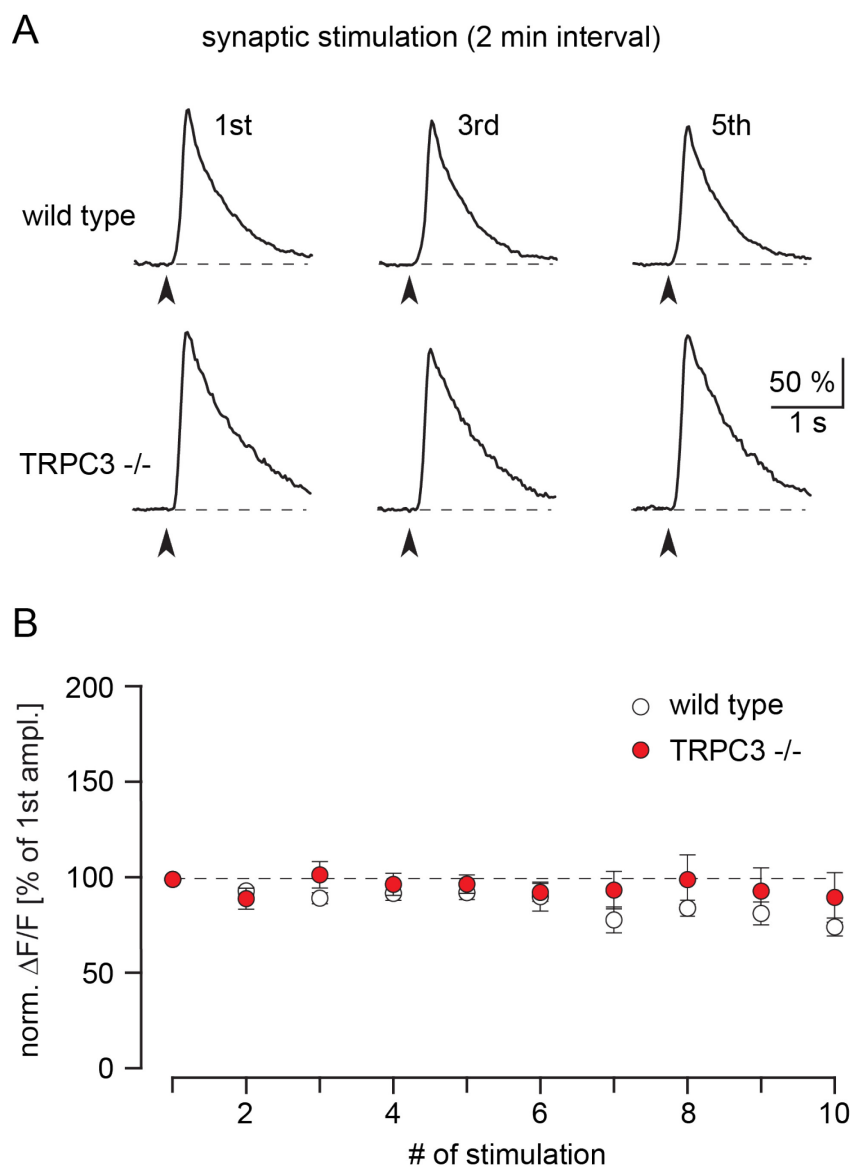 A
synaptic stimulation (2 min interval)
1st
3rd
5th
wild type
TRPC3 -/-
50 %
1 s
B
norm. ΔF/F [% of 1st ampl.]
200
150
100
50
0
wild type
TRPC3 -/-
2
4
6
8
10
# of stimulation